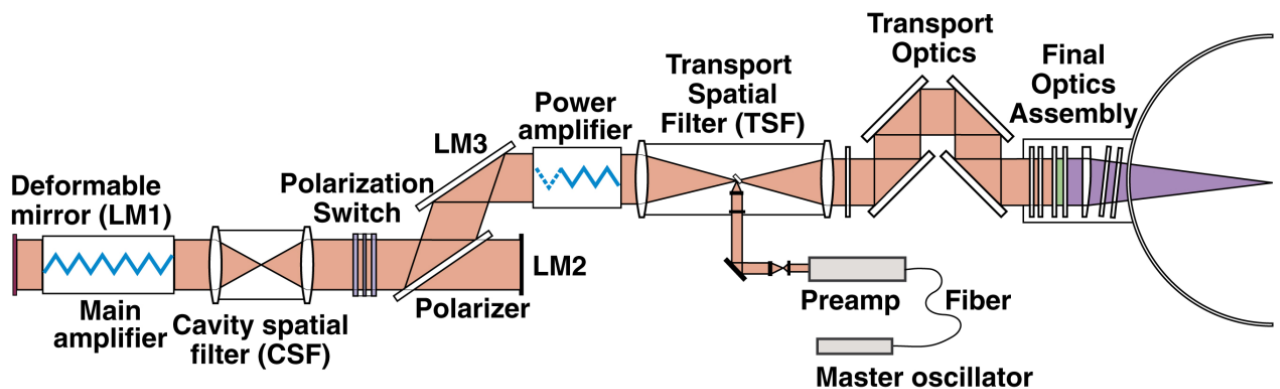 Deformable
mirror (LM1)
Main
amplifier
Cavity spatial
filter (CSF)
Polarization
Switch
LM3
Polarizer
LM2
Power
amplifier
Transport
Spatial
Filter (TSF)
Preamp
Fiber
Master oscillator
Transport
Optics
Final
Optics
Assembly